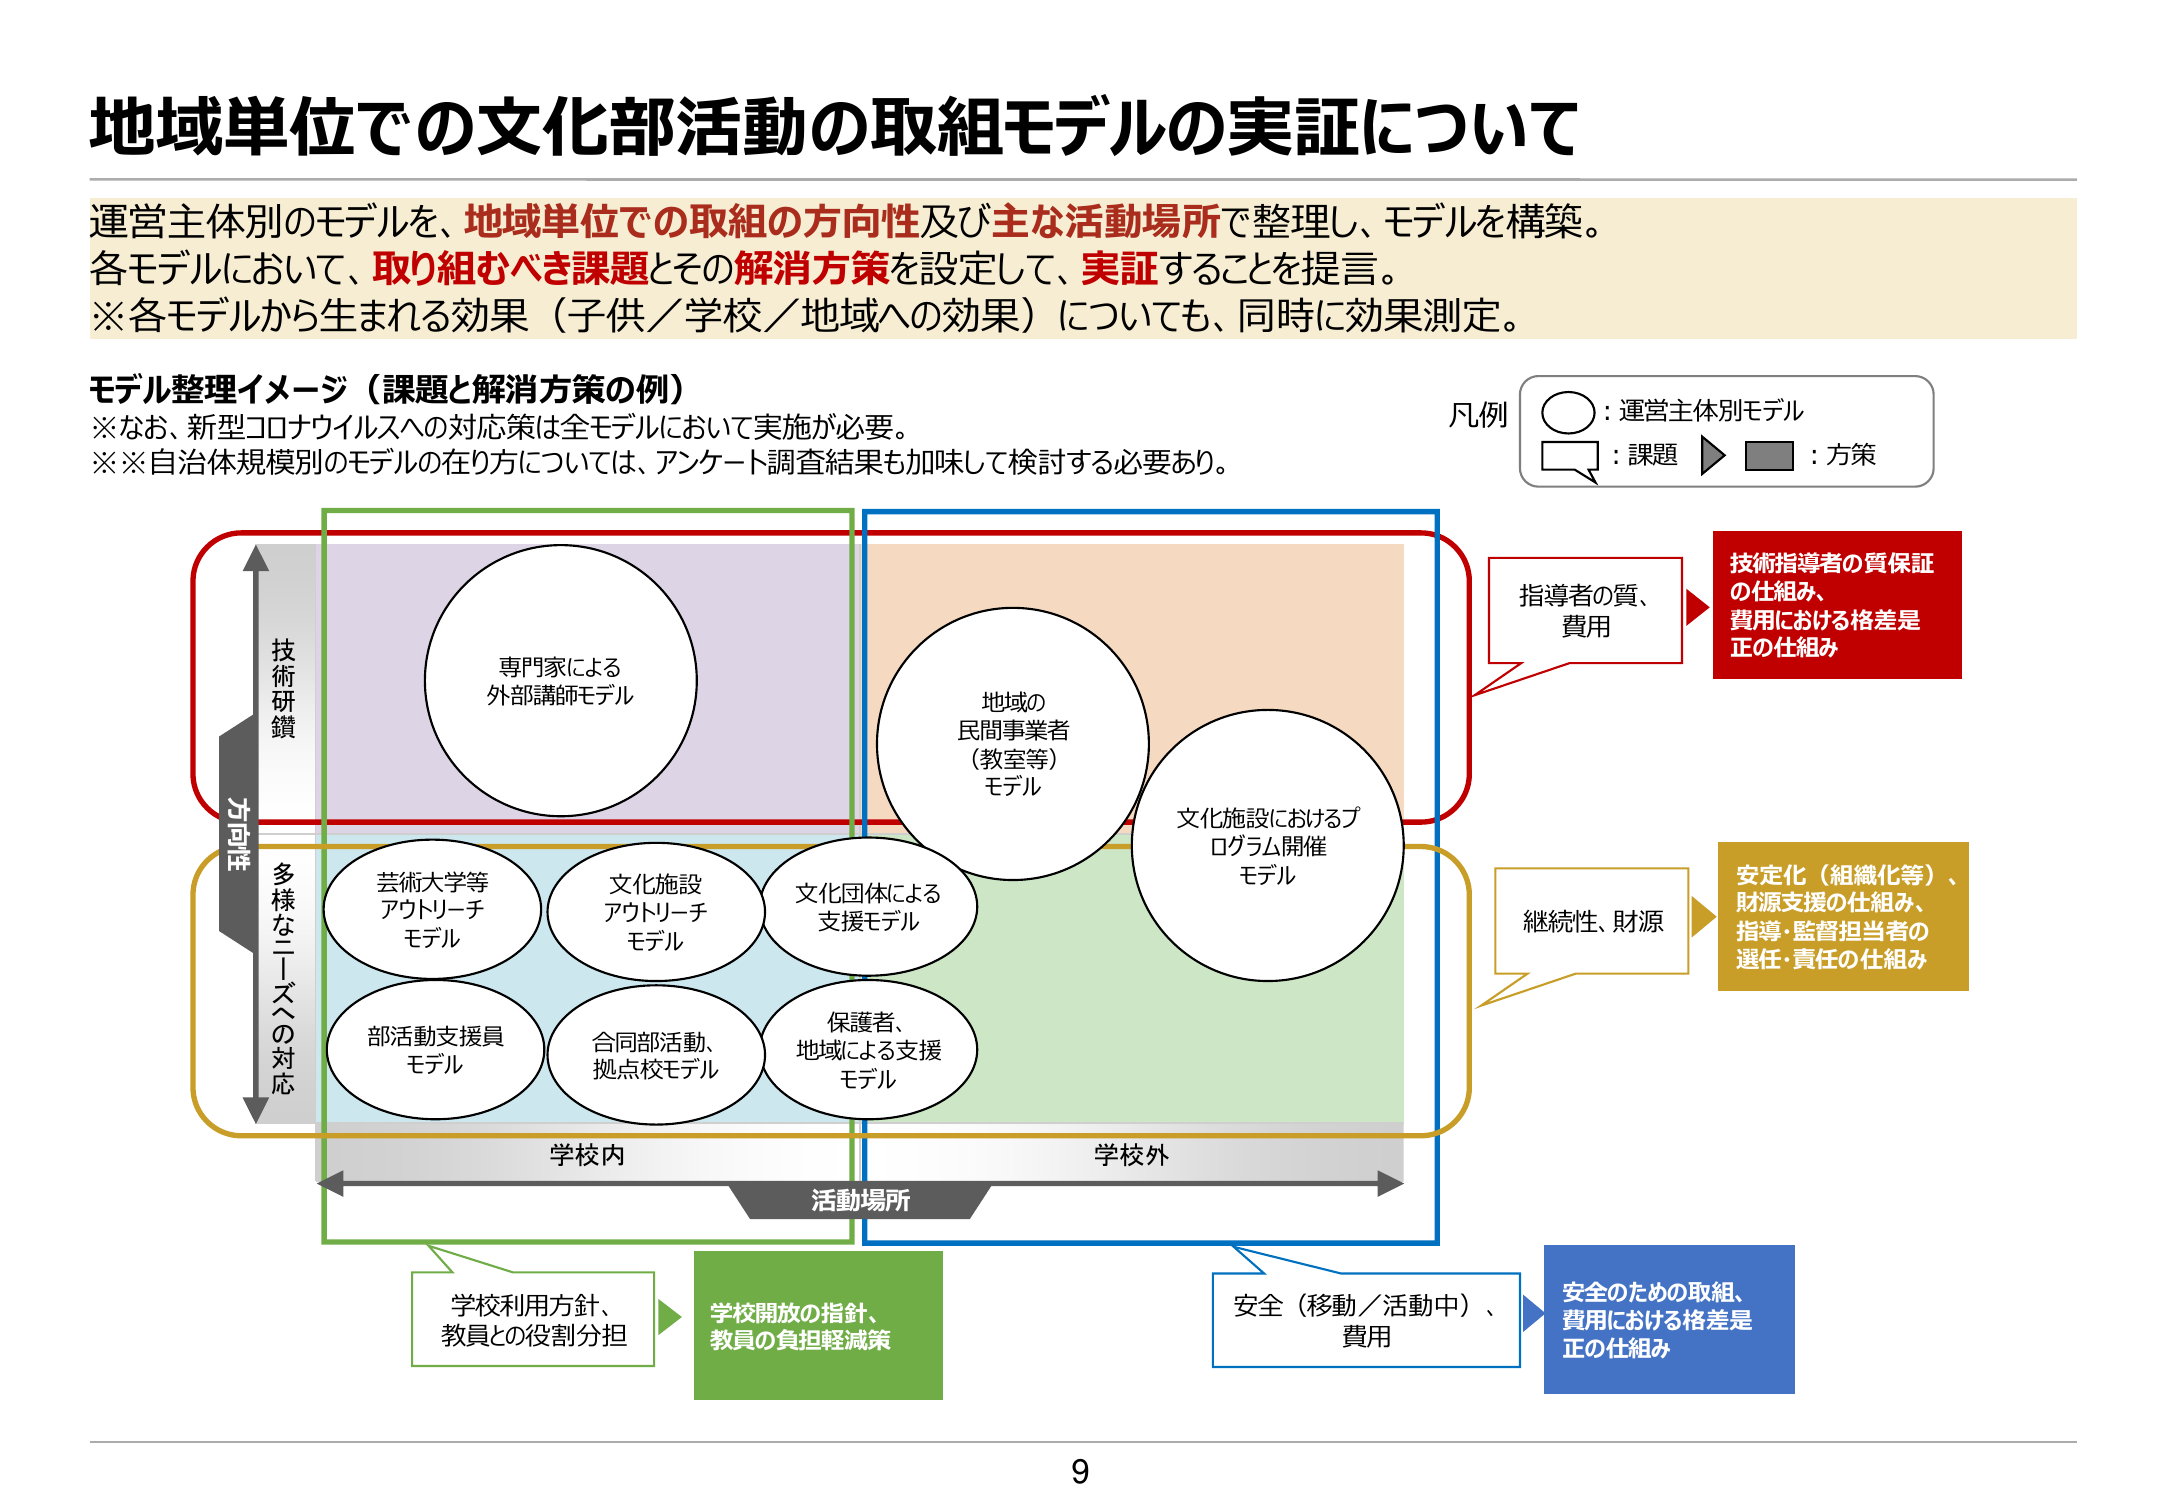 地域単位での文化部活動の取組モデルの実証について
運営主体別のモデルを、地域単位での取組の方向性及び主な活動場所で整理し、モデルを構築。
各モデルにおいて、取り組むべき課題とその解消方策を設定して、実証することを提言。
※各モデルから生まれる効果（子供／学校／地域への効果）についても、同時に効果測定。
モデル整理イメージ（課題と解消方策の例）
※なお、新型コロナウイルスへの対応策は全モデルにおいて実施が必要。
※※自治体規模別のモデルの在り方については、アンケート調査結果も加味して検討する必要あり。
凡例
：運営主体別モデル
：課題
：方策
方向性
技術研鑽
多様なニーズへの対応
専門家による
外部講師モデル
地域の
民間事業者
（教室等）
モデル
文化施設におけるプ
ログラム開催
モデル
芸術大学等
アウトリーチ
モデル
文化施設
アウトリーチ
モデル
文化団体による
支援モデル
部活動支援員
モデル
合同部活動、
拠点校モデル
保護者、
地域による支援
モデル
学校内
学校外
活動場所
指導者の質、
費用
技術指導者の質保証
の仕組み、
費用における格差是
正の仕組み
継続性、財源
安定化（組織化等）、
財源支援の仕組み、
指導・監督担当者の
選任・責任の仕組み
学校利用方針、
教員との役割分担
学校開放の指針、
教員の負担軽減策
安全（移動／活動中）、
費用
安全のための取組、
費用における格差是
正の仕組み
9